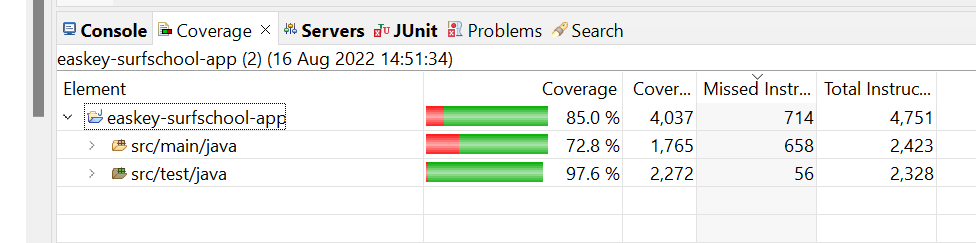 Console Coverage Servers JUnit Problems Search
easkey-surfschool-app (2) (16 Aug 2022 14:51:34)
Element Coverage Cover... Missed Instr... Total Instruc...
easkey-surfschool-app 85.0 % 4,037 714 4,751
src/main/java 72.8 % 1,765 658 2,423
src/test/java 97.6 % 2,272 56 2,328